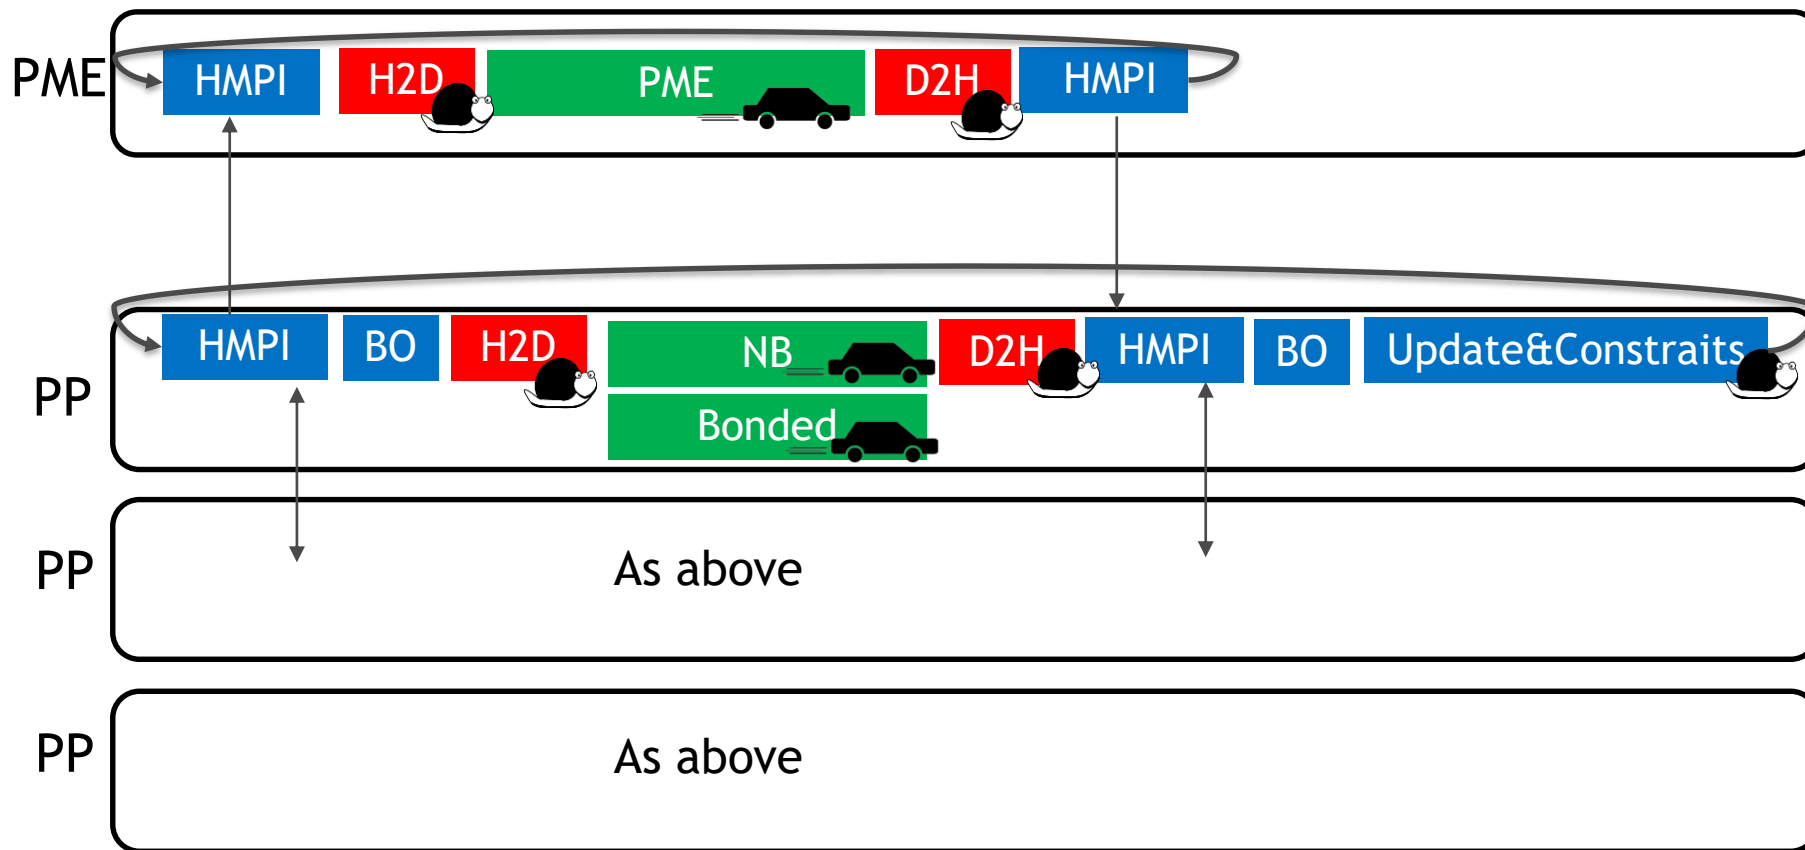 PME
HMPI
H2D
PME
D2H
HMPI
PP
HMPI
BO
H2D
NB
D2H
HMPI
BO
Update&Constraits
Bonded
PP
As above
PP
As above